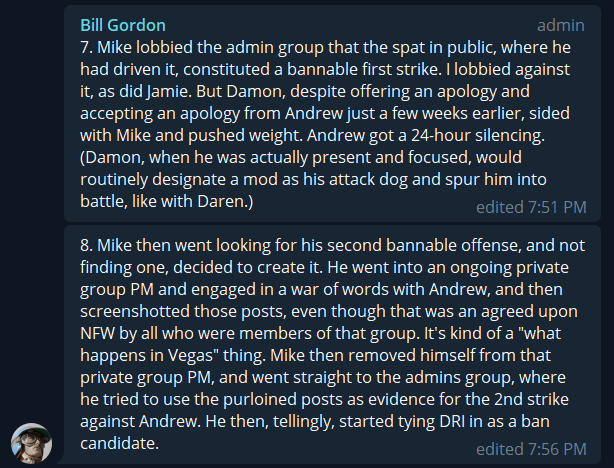 Bill Gordon admin
7. Mike lobbied the admin group that the spat in public, where he
had driven it, constituted a bannable first strike. I lobbied against
it, as did Jamie. But Damon, despite offering an apology and
accepting an apology from Andrew just a few weeks earlier, sided
with Mike and pushed weight. Andrew got a 24-hour silencing.
(Damon, when he was actually present and focused, would
routinely designate a mod as his attack dog and spur him into
battle, like with Daren.)
edited 7:51 PM
8. Mike then went looking for his second bannable offense, and not
finding one, decided to create it. He went into an ongoing private
group PM and engaged in a war of words with Andrew, and then
screenshotted those posts, even though that was an agreed upon
NFW by all who were members of that group. It's kind of a "what
happens in Vegas" thing. Mike then removed himself from that
private group PM, and went straight to the admins group, where
he tried to use the purloined posts as evidence for the 2nd strike
against Andrew. He then, tellingly, started tying DRI in as a ban
candidate.
edited 7:56 PM